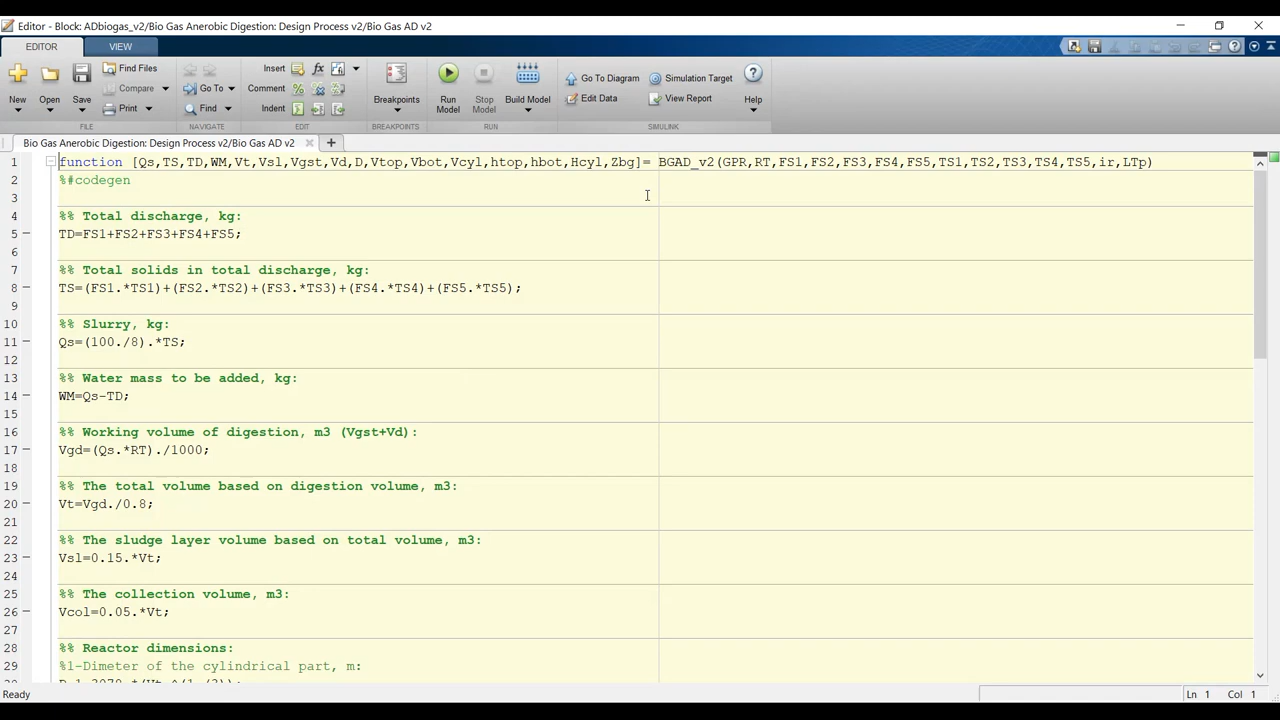 Editor - Block: ADbiogas_v2/Bio Gas Anerobic Digestion: Design Process v2/Bio Gas AD v2
EDITOR VIEW
New Open Save Find Files Compare Print
FILE
Go To Find
NAVIGATE
Insert Comment Indent
EDIT
Breakpoints
BREAKPOINTS
Run Model Stop Model Build Model
RUN
Go To Diagram Simulation Target
Edit Data View Report
Help
SIMULINK
Bio Gas Anerobic Digestion: Design Process v2/Bio Gas AD v2
1 function [Qs,TS,TD,WM,Vt,Vsl,Vgst,Vd,D,Vtop,Vbot,Vcyl,htop,hbot,Hcyl,Zbg]= BGAD_v2(GPR,RT,FS1,FS2,FS3,FS4,FS5,TS1,TS2,TS3,TS4,TS5,ir,LTp)
2 %#codegen
3
4 %% Total discharge, kg:
5 TD=FS1+FS2+FS3+FS4+FS5;
6
7 %% Total solids in total discharge, kg:
8 TS=(FS1.*TS1)+(FS2.*TS2)+(FS3.*TS3)+(FS4.*TS4)+(FS5.*TS5);
9
10 %% Slurry, kg:
11 Qs=(100./8).*TS;
12
13 %% Water mass to be added, kg:
14 WM=Qs-TD;
15
16 %% Working volume of digestion, m3 (Vgst+Vd):
17 Vgd=(Qs.*RT)./1000;
18
19 %% The total volume based on digestion volume, m3:
20 Vt=Vgd./0.8;
21
22 %% The sludge layer volume based on total volume, m3:
23 Vsl=0.15.*Vt;
24
25 %% The collection volume, m3:
26 Vcol=0.05.*Vt;
27
28 %% Reactor dimensions:
29 %1-Dimeter of the cylindrical part, m:
Ready Ln 1 Col 1